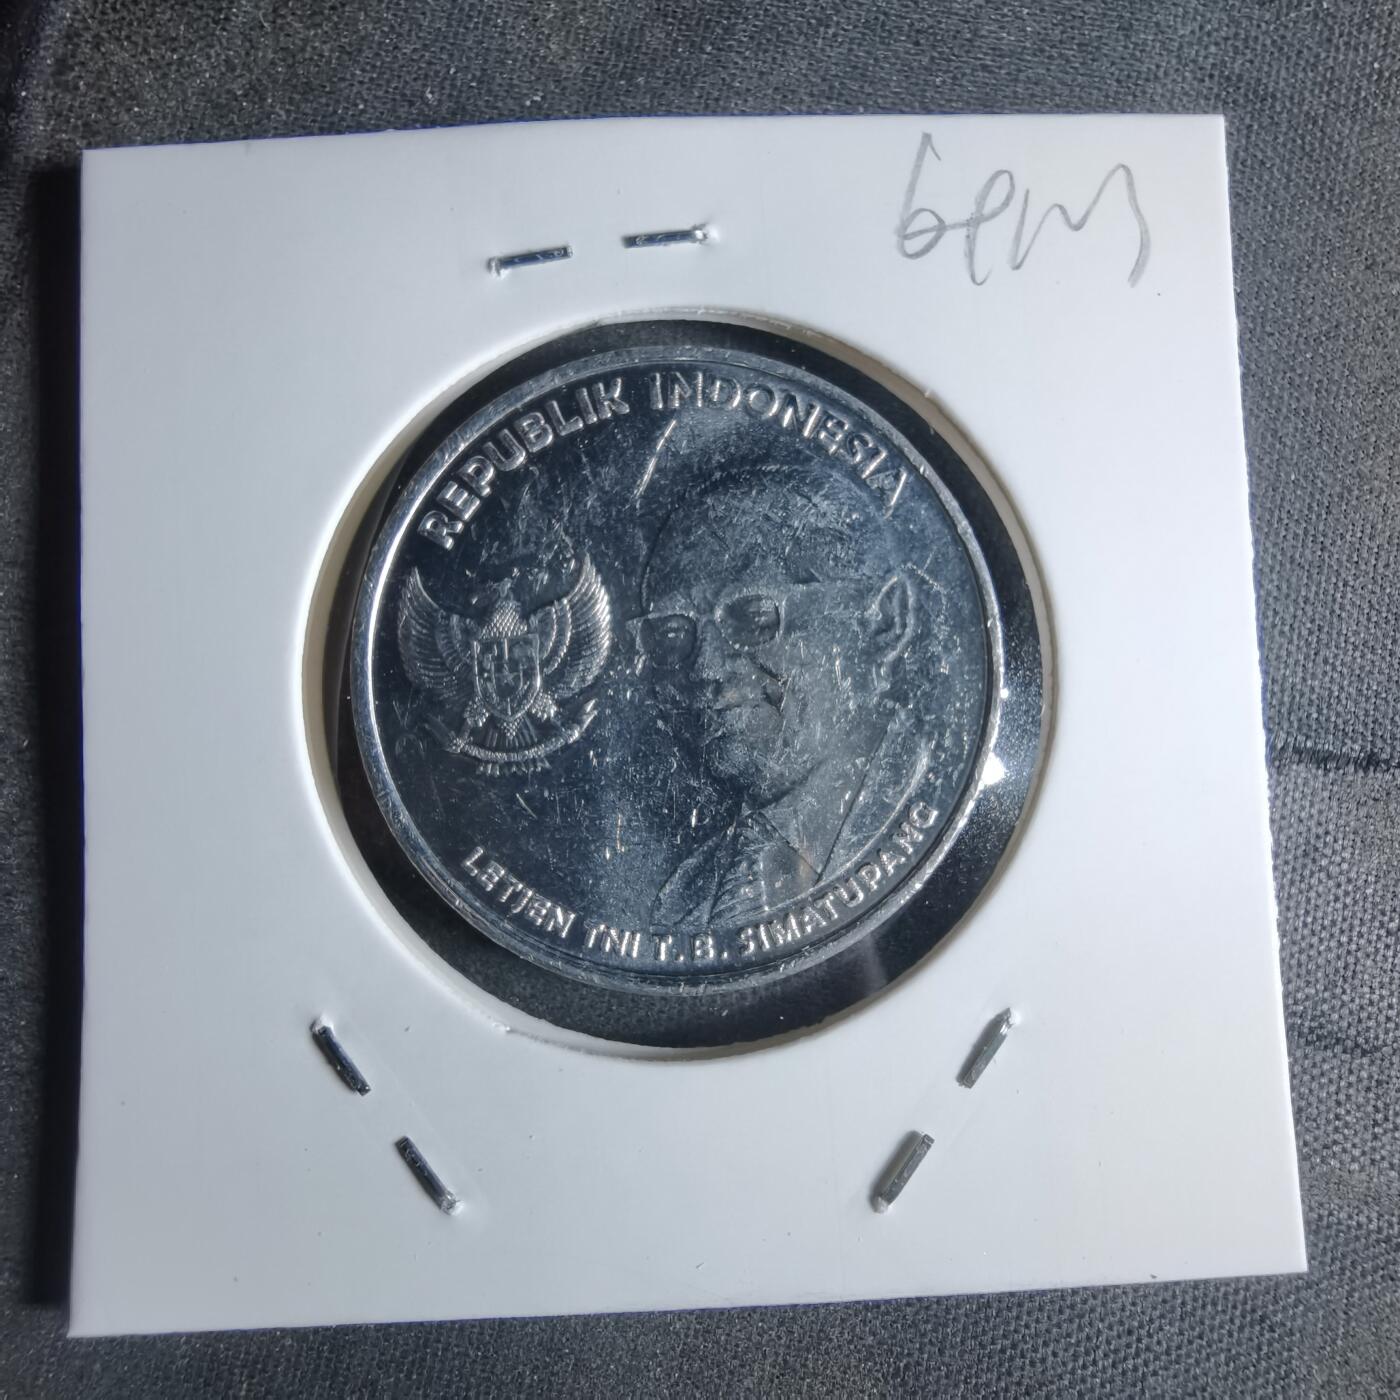 REPUBLIK INDONESIA
LETJEN TNI T.B. SIMATUPANG